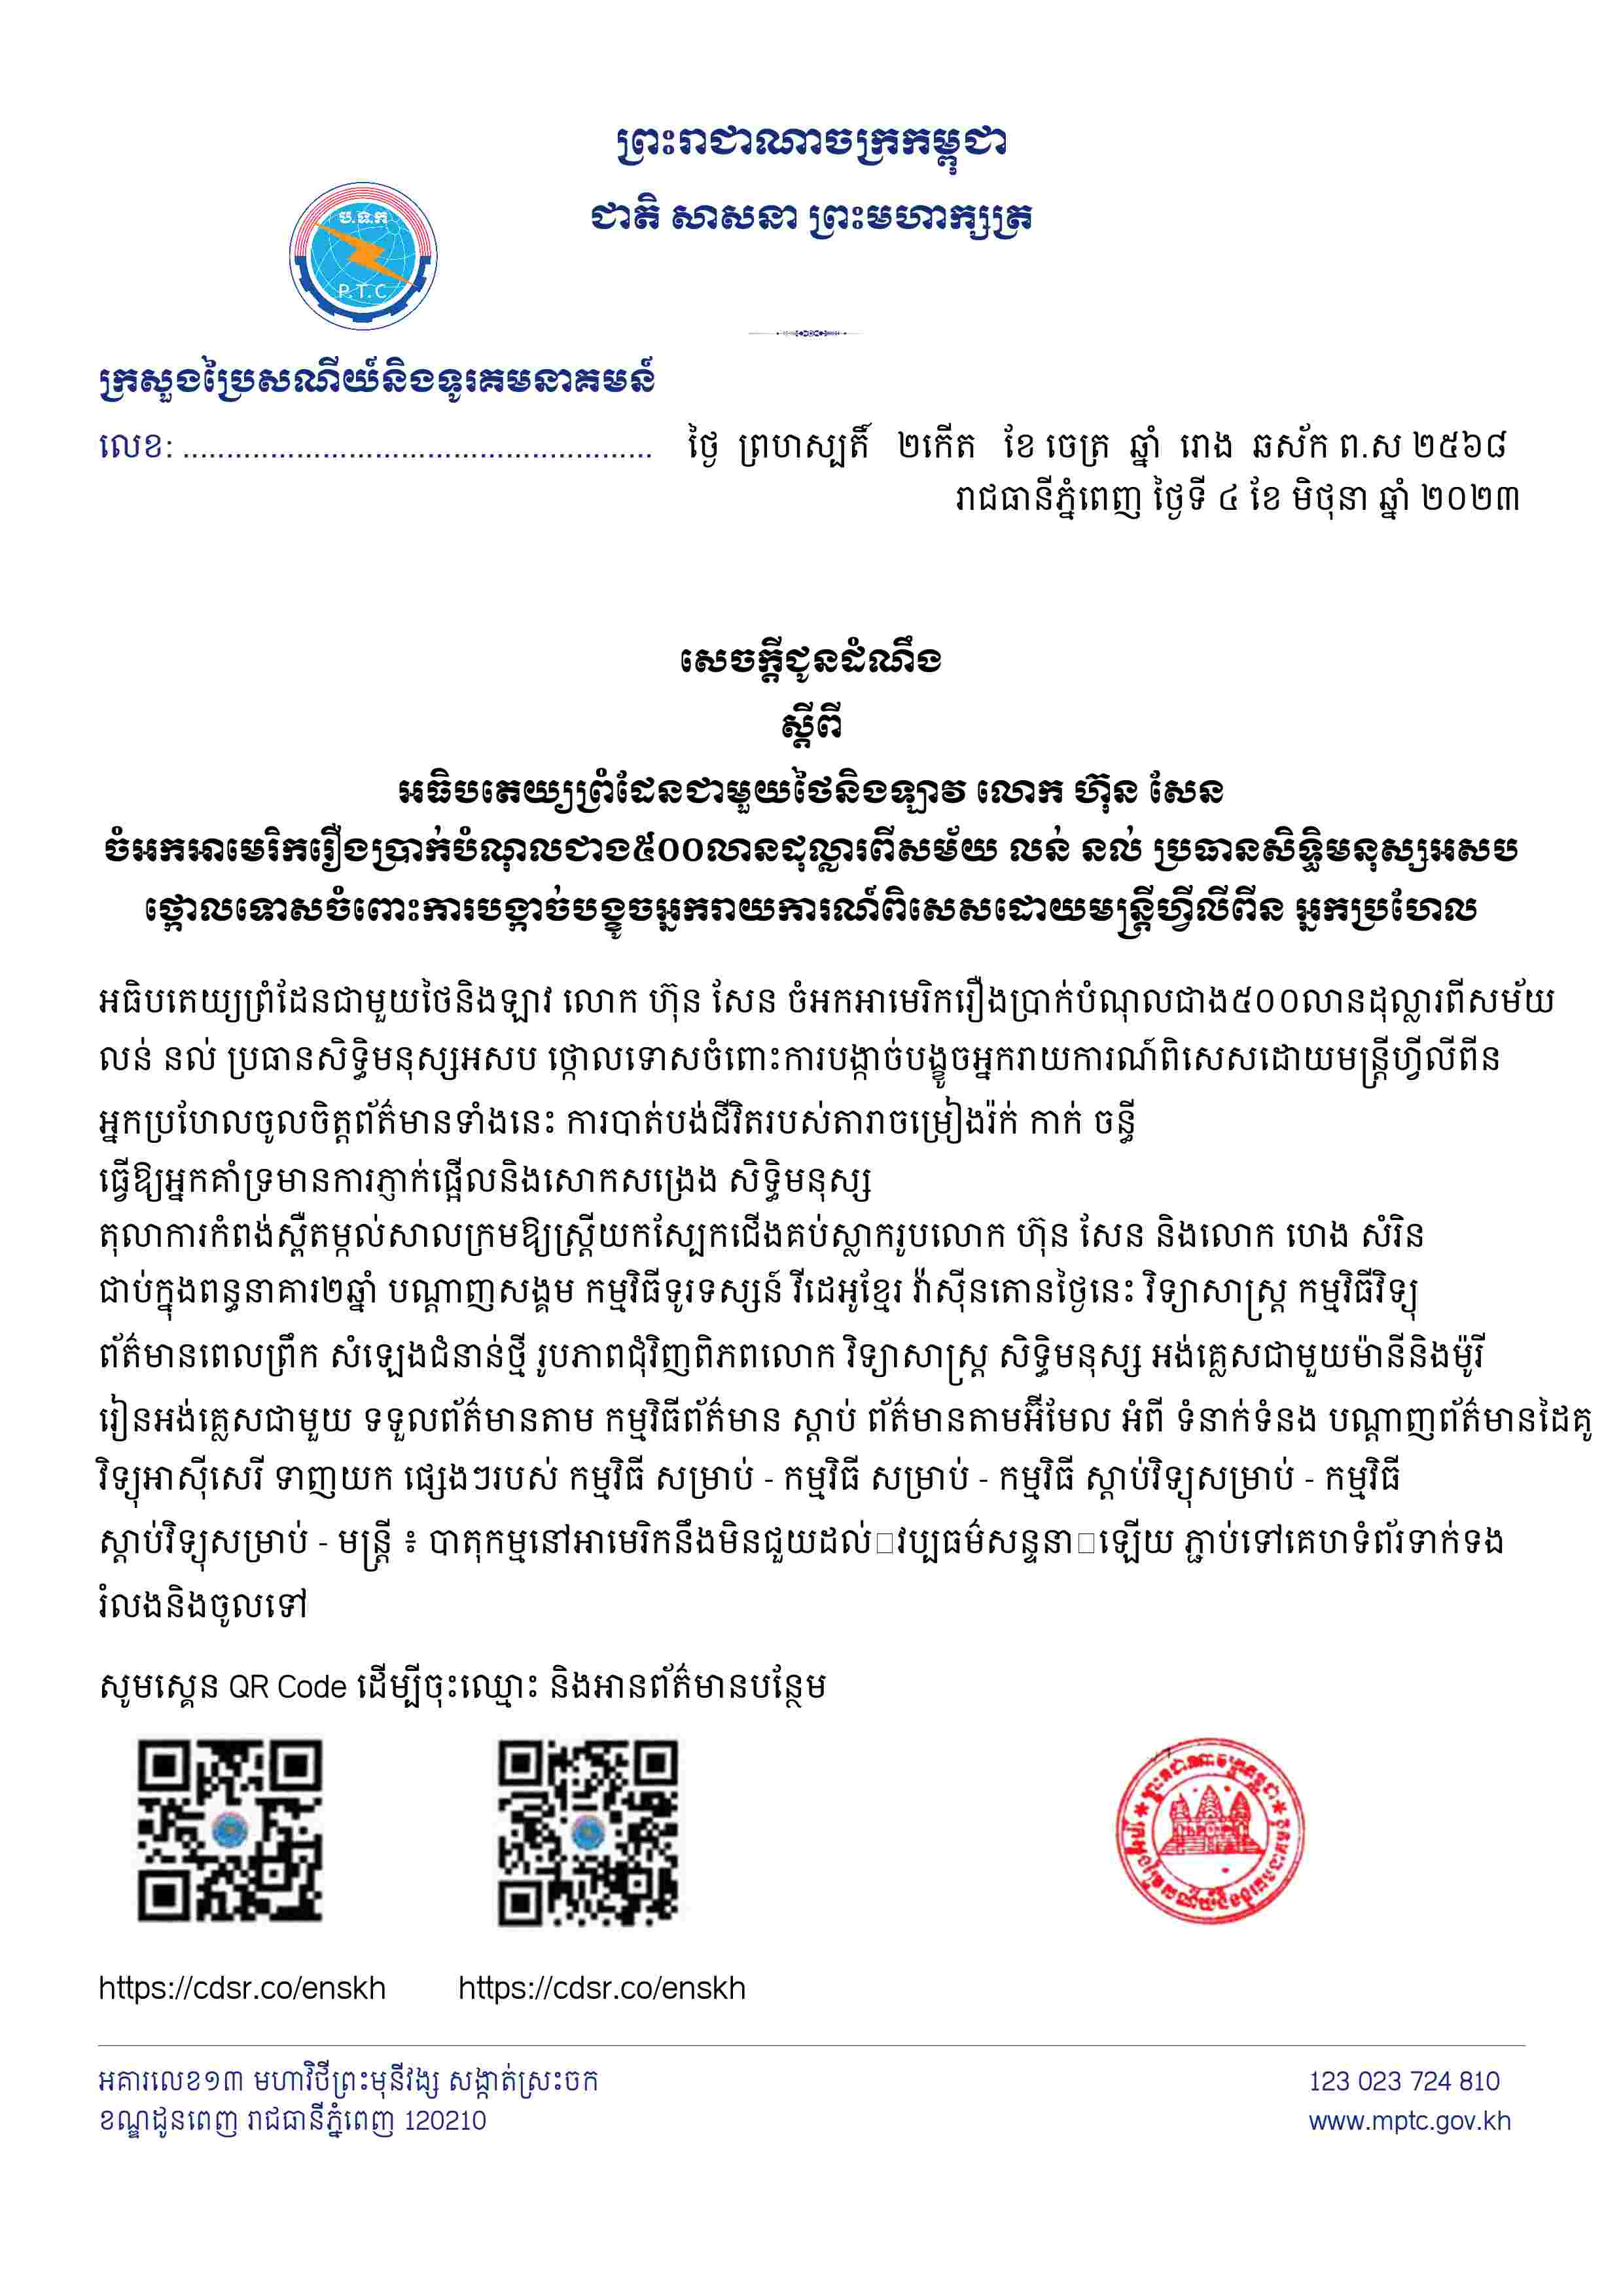 ព្រះរាជាណាចក្រកម្ពុជា
ជាតិ សាសនា ព្រះមហាក្សត្រ
ប.ទ.ក
P.T.C
ក្រសួងប្រៃសណីយ៍និងទូរគមនាគមន៍
លេខ: ......................................................
ថ្ងៃ ព្រហស្បតិ៍ ២កើត ខែ ចេត្រ ឆ្នាំ រោង ឆស័ក ព.ស ២៥៦៨
រាជធានីភ្នំពេញ ថ្ងៃទី ៤ ខែ មិថុនា ឆ្នាំ ២០២៣
សេចក្តីជូនដំណឹង
ស្តីពី
អធិបតេយ្យព្រំដែនជាមួយថៃនិងឡាវ លោក ហ៊ុន សែន
ចំអកអាមេរិករឿងប្រាក់បំណុលជាង៥០០លានដុល្លារពីសម័យ លន់ នល់ ប្រធានសិទ្ធិមនុស្សអសប
ថ្កោលទោសចំពោះការបង្កាច់បង្ខូចអ្នករាយការណ៍ពិសេសដោយមន្ត្រីហ្វីលីពីន អ្នកប្រហែល
អធិបតេយ្យព្រំដែនជាមួយថៃនិងឡាវ លោក ហ៊ុន សែន ចំអកអាមេរិករឿងប្រាក់បំណុលជាង៥០០លានដុល្លារពីសម័យ
លន់ នល់ ប្រធានសិទ្ធិមនុស្សអសប ថ្កោលទោសចំពោះការបង្កាច់បង្ខូចអ្នករាយការណ៍ពិសេសដោយមន្ត្រីហ្វីលីពីន
អ្នកប្រហែលចូលចិត្តព័ត៌មានទាំងនេះ ការបាត់បង់ជីវិតរបស់តារាចម្រៀងរ៉ក់ កាក់ ចន្ធី
ធ្វើឱ្យអ្នកគាំទ្រមានការភ្ញាក់ផ្អើលនិងសោកសង្រេង សិទ្ធិមនុស្ស
តុលាការកំពង់ស្ពឺតម្កល់សាលក្រមឱ្យស្ត្រីយកស្បែកជើងគប់ស្លាករូបលោក ហ៊ុន សែន និងលោក ហេង សំរិន
ជាប់ក្នុងពន្ធនាគារ២ឆ្នាំ បណ្ដាញសង្គម កម្មវិធីទូរទស្សន៍ វីដេអូខ្មែរ វ៉ាស៊ីនតោនថ្ងៃនេះ វិទ្យាសាស្រ្ត កម្មវិធីវិទ្យុ
ព័ត៌មានពេលព្រឹក សំឡេងជំនាន់ថ្មី រូបភាពជុំវិញពិភពលោក វិទ្យាសាស្រ្ត សិទ្ធិមនុស្ស អង់គ្លេសជាមួយម៉ានីនិងម៉ូរី
រៀនអង់គ្លេសជាមួយ ទទួលព័ត៌មានតាម កម្មវិធីព័ត៌មាន ស្តាប់ ព័ត៌មានតាមអ៊ីមែល អំពី ទំនាក់ទំនង បណ្តាញព័ត៌មានដៃគូ
វិទ្យុអាស៊ីសេរី ទាញយក ផ្សេងៗរបស់ កម្មវិធី សម្រាប់ - កម្មវិធី សម្រាប់ - កម្មវិធី ស្តាប់វិទ្យុសម្រាប់ - កម្មវិធី
ស្តាប់វិទ្យុសម្រាប់ - មន្ត្រី ៖ បាតុកម្មនៅអាមេរិកនឹងមិនជួយដល់□វប្បធម៌សន្ទនា□ឡើយ ភ្ជាប់ទៅគេហទំព័រទាក់ទង
រំលងនិងចូលទៅ
សូមស្គេន QR Code ដើម្បីចុះឈ្មោះ និងអានព័ត៌មានបន្ថែម
https://cdsr.co/enskh https://cdsr.co/enskh
អគារលេខ១៣ មហាវិថីព្រះមុនីវង្ស សង្កាត់ស្រះចក
ខណ្ឌដូនពេញ រាជធានីភ្នំពេញ 120210
123 023 724 810
www.mptc.gov.kh